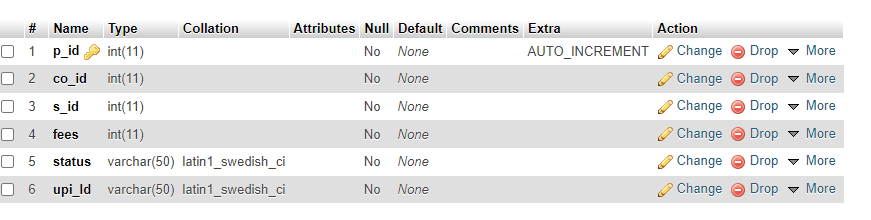 # Name Type Collation Attributes Null Default Comments Extra Action
1 p_id int(11) No None AUTO_INCREMENT Change Drop More
2 co_id int(11) No None Change Drop More
3 s_id int(11) No None Change Drop More
4 fees int(11) No None Change Drop More
5 status varchar(50) latin1_swedish_ci No None Change Drop More
6 upi_Id varchar(50) latin1_swedish_ci No None Change Drop More